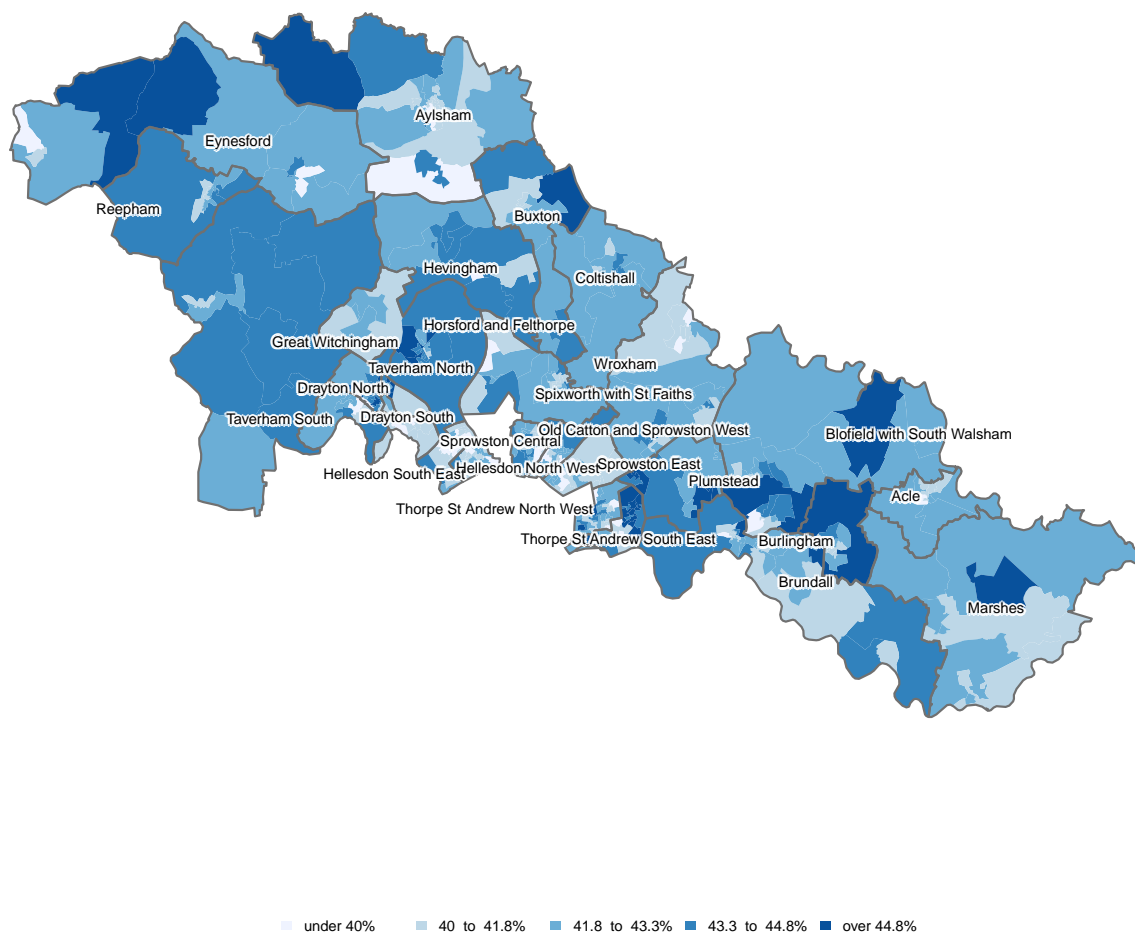 Aylsham
Eynesford
Reepham
Buxton
Hevingham
Coltishall
Horsford and Felthorpe
Great Witchingham
Wroxham
Taverham North
Drayton North
Spixworth with St Faiths
Taverham South
Drayton South
Old Catton and Sprowston West
Blofield with South Walsham
Sprowston Central
Hellesdon South East
Hellesdon North West
Sprowston East
Plumstead
Acle
Thorpe St Andrew North West
Thorpe St Andrew South East
Burlingham
Brundall
Marshes
under 40% 40 to 41.8% 41.8 to 43.3% 43.3 to 44.8% over 44.8%